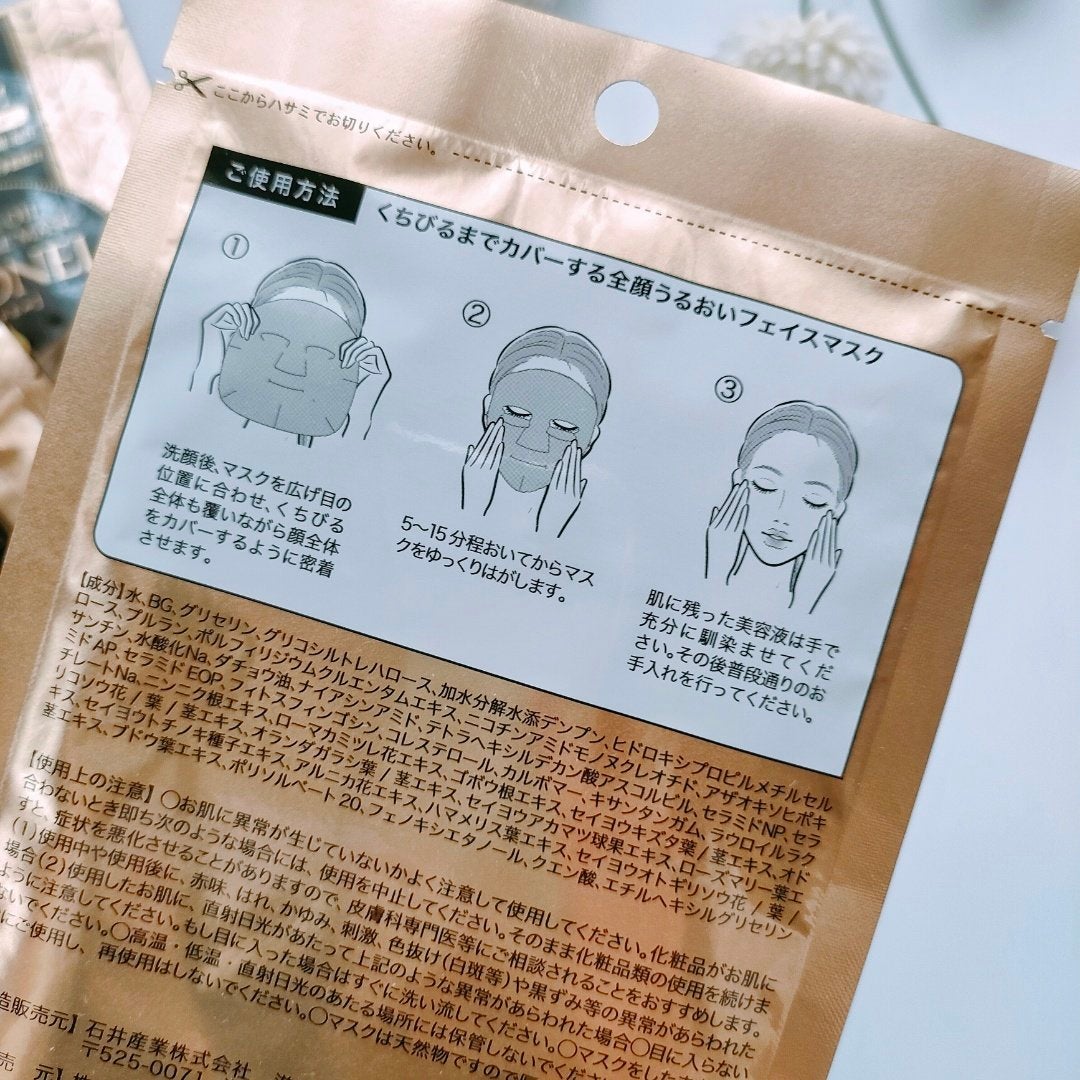 ここからハサミでお切りください。
ご使用方法
くちびるまでカバーする全顔うるおいフェイスマスク
①
洗顔後、マスクを広げ目の
位置に合わせ、くちびる
全体も覆いながら顔全体
をカバーするように密着
させます。
②
5〜15分程おいてからマス
クをゆっくりはがします。
③
肌に残った美容液は手で
充分に馴染ませてくだ
さい。その後普段通りのお
手入れを行ってください。
【成分】水、BG、グリセリン、グリコシルトレハロース、加水分解水添デンプン、ヒドロキシプロピルメチルセル
ロース、プルラン、ポルフィリジウムクルエンタムエキス、ニコチンアミドモノヌクレオチド、アザオキソヒポキ
サンチン、水酸化Na、ダチョウ油、ナイアシンアミド、テトラヘキシルデカン酸アスコルビル、セラミドNP、セラ
ミドAP、セラミドEOP、フィトスフィンゴシン、コレステロール、カルボマー、キサンタンガム、ラウロイルラク
チレートNa、ニンニク根エキス、ローマカミツレ花エキス、ゴボウ根エキス、セイヨウキズタ葉/茎エキス、オド
リコソウ花/葉/茎エキス、オランダガラシ葉/茎エキス、セイヨウアカマツ球果エキス、ローズマリー葉エ
キス、セイヨウトチノキ種子エキス、アルニカ花エキス、ハマメリス葉エキス、セイヨウオトギリソウ花/葉/
茎エキス、ブドウ葉エキス、ポリソルベート20、フェノキシエタノール、クエン酸、エチルヘキシルグリセリン
【使用上の注意】〇お肌に異常が生じていないかよく注意して使用してください。化粧品がお肌に
合わないとき即ち次のような場合には、使用を中止してください。そのまま化粧品類の使用を続けま
すと、症状を悪化させることがありますので、皮膚科専門医等にご相談されることをおすすめします。
(1)使用中や使用後に、赤味、はれ、かゆみ、刺激、色抜け(白斑等)や黒ずみ等の異常があらわれた
場合(2)使用したお肌に、直射日光があたって上記のような異常があらわれた場合〇目に入らない
ように注意してください。もし目に入った場合はすぐに洗い流してください。〇マスクをした
ないでください。〇高温・低温・直射日光のあたる場所には保管しないでくださ
にご使用し、再使用はしないでください。〇マスクは天然物ですので
造販売元】石井産業株式会社
〒525-0071
売 元】